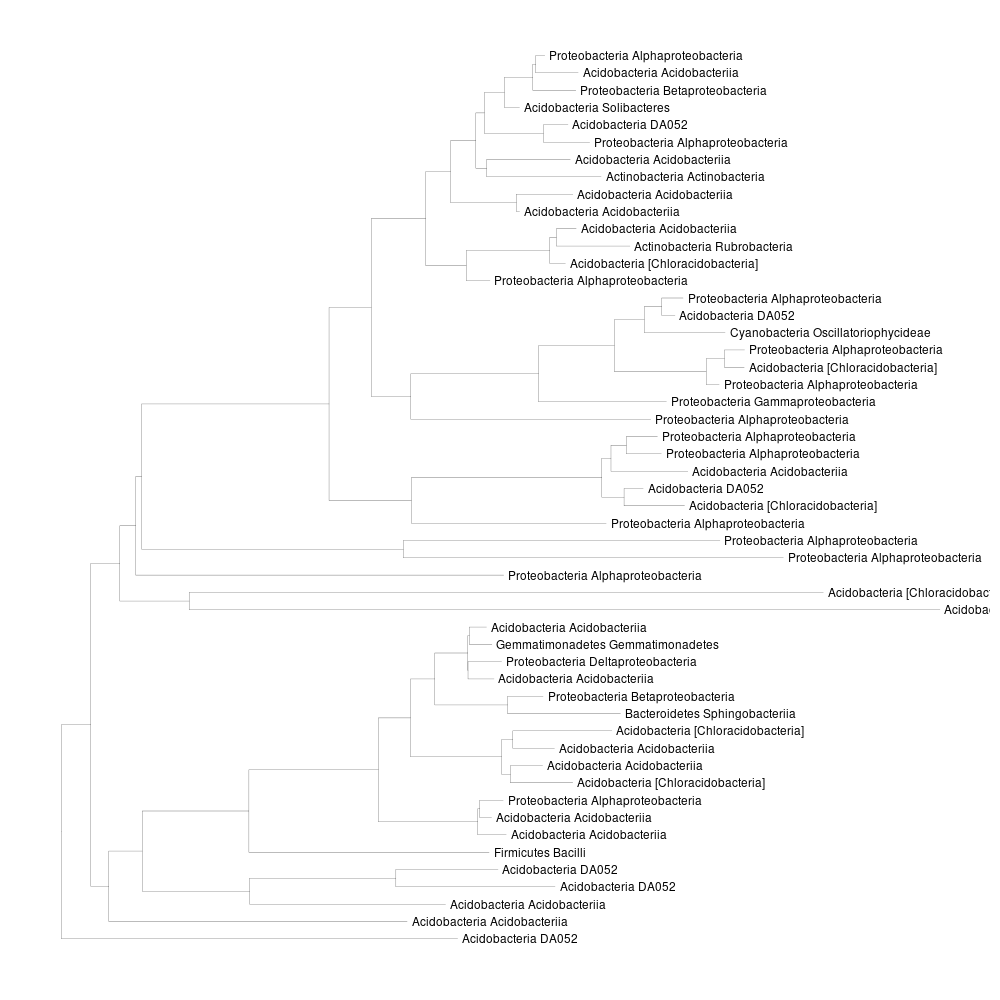 Proteobacteria Alphaproteobacteria
Acidobacteria Acidobacteriia
Proteobacteria Betaproteobacteria
Acidobacteria Solibacteres
Acidobacteria DA052
Proteobacteria Alphaproteobacteria
Acidobacteria Acidobacteriia
Actinobacteria Actinobacteria
Acidobacteria Acidobacteriia
Acidobacteria Acidobacteriia
Acidobacteria Acidobacteriia
Actinobacteria Rubrobacteria
Acidobacteria [Chloracidobacteria]
Proteobacteria Alphaproteobacteria
Proteobacteria Alphaproteobacteria
Acidobacteria DA052
Cyanobacteria Oscillatoriophycideae
Proteobacteria Alphaproteobacteria
Acidobacteria [Chloracidobacteria]
Proteobacteria Alphaproteobacteria
Proteobacteria Gammaproteobacteria
Proteobacteria Alphaproteobacteria
Proteobacteria Alphaproteobacteria
Proteobacteria Alphaproteobacteria
Acidobacteria Acidobacteriia
Acidobacteria DA052
Acidobacteria [Chloracidobacteria]
Proteobacteria Alphaproteobacteria
Proteobacteria Alphaproteobacteria
Proteobacteria Alphaproteobacteria
Proteobacteria Alphaproteobacteria
Acidobacteria [Chloracidobact
Acidoba
Acidobacteria Acidobacteriia
Gemmatimonadetes Gemmatimonadetes
Proteobacteria Deltaproteobacteria
Acidobacteria Acidobacteriia
Proteobacteria Betaproteobacteria
Bacteroidetes Sphingobacteriia
Acidobacteria [Chloracidobacteria]
Acidobacteria Acidobacteriia
Acidobacteria Acidobacteriia
Acidobacteria [Chloracidobacteria]
Proteobacteria Alphaproteobacteria
Acidobacteria Acidobacteriia
Acidobacteria Acidobacteriia
Firmicutes Bacilli
Acidobacteria DA052
Acidobacteria DA052
Acidobacteria Acidobacteriia
Acidobacteria Acidobacteriia
Acidobacteria DA052